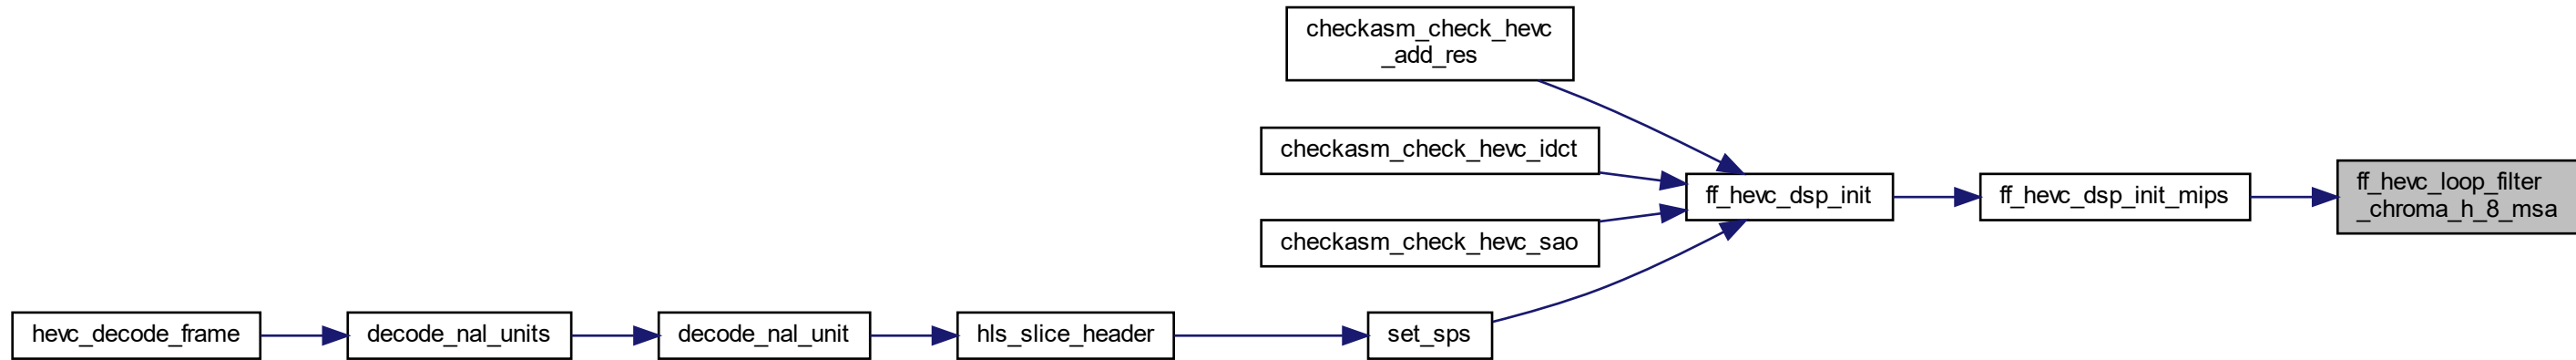 checkasm_check_hevc
_add_res
checkasm_check_hevc_idct
ff_hevc_loop_filter
_chroma_h_8_msa
ff_hevc_dsp_init
ff_hevc_dsp_init_mips
checkasm_check_hevc_sao
hevc_decode_frame
decode_nal_units
decode_nal_unit
hls_slice_header
set_sps